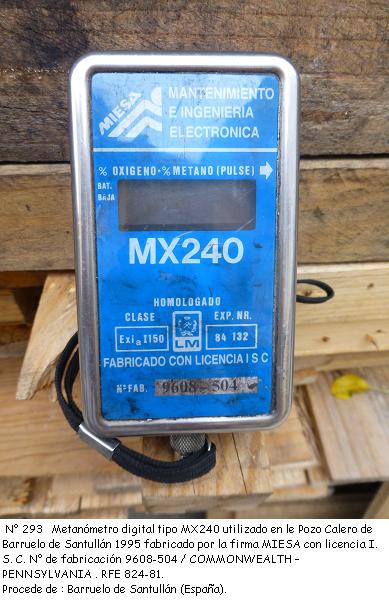 MIESA
MANTENIMIENTO
E INGENIERIA
ELECTRONICA
% OXIGENO·% METANO (PULSE)
BAT.
BAJA
MX240
HOMOLOGADO
CLASE
EXP. NR.
ExiaI150
LM
84 132
FABRICADO CON LICENCIA I S C
Nº FAB. 9608-504
Nº 293 Metanómetro digital tipo MX240 utilizado en le Pozo Calero de
Barruelo de Santullán 1995 fabricado por la firma MIESA con licencia I.
S. C. Nº de fabricación 9608-504 / COMMONWEALTH –
PENNSYLVANIA . RFE 824-81.
Procede de : Barruelo de Santullán (España).